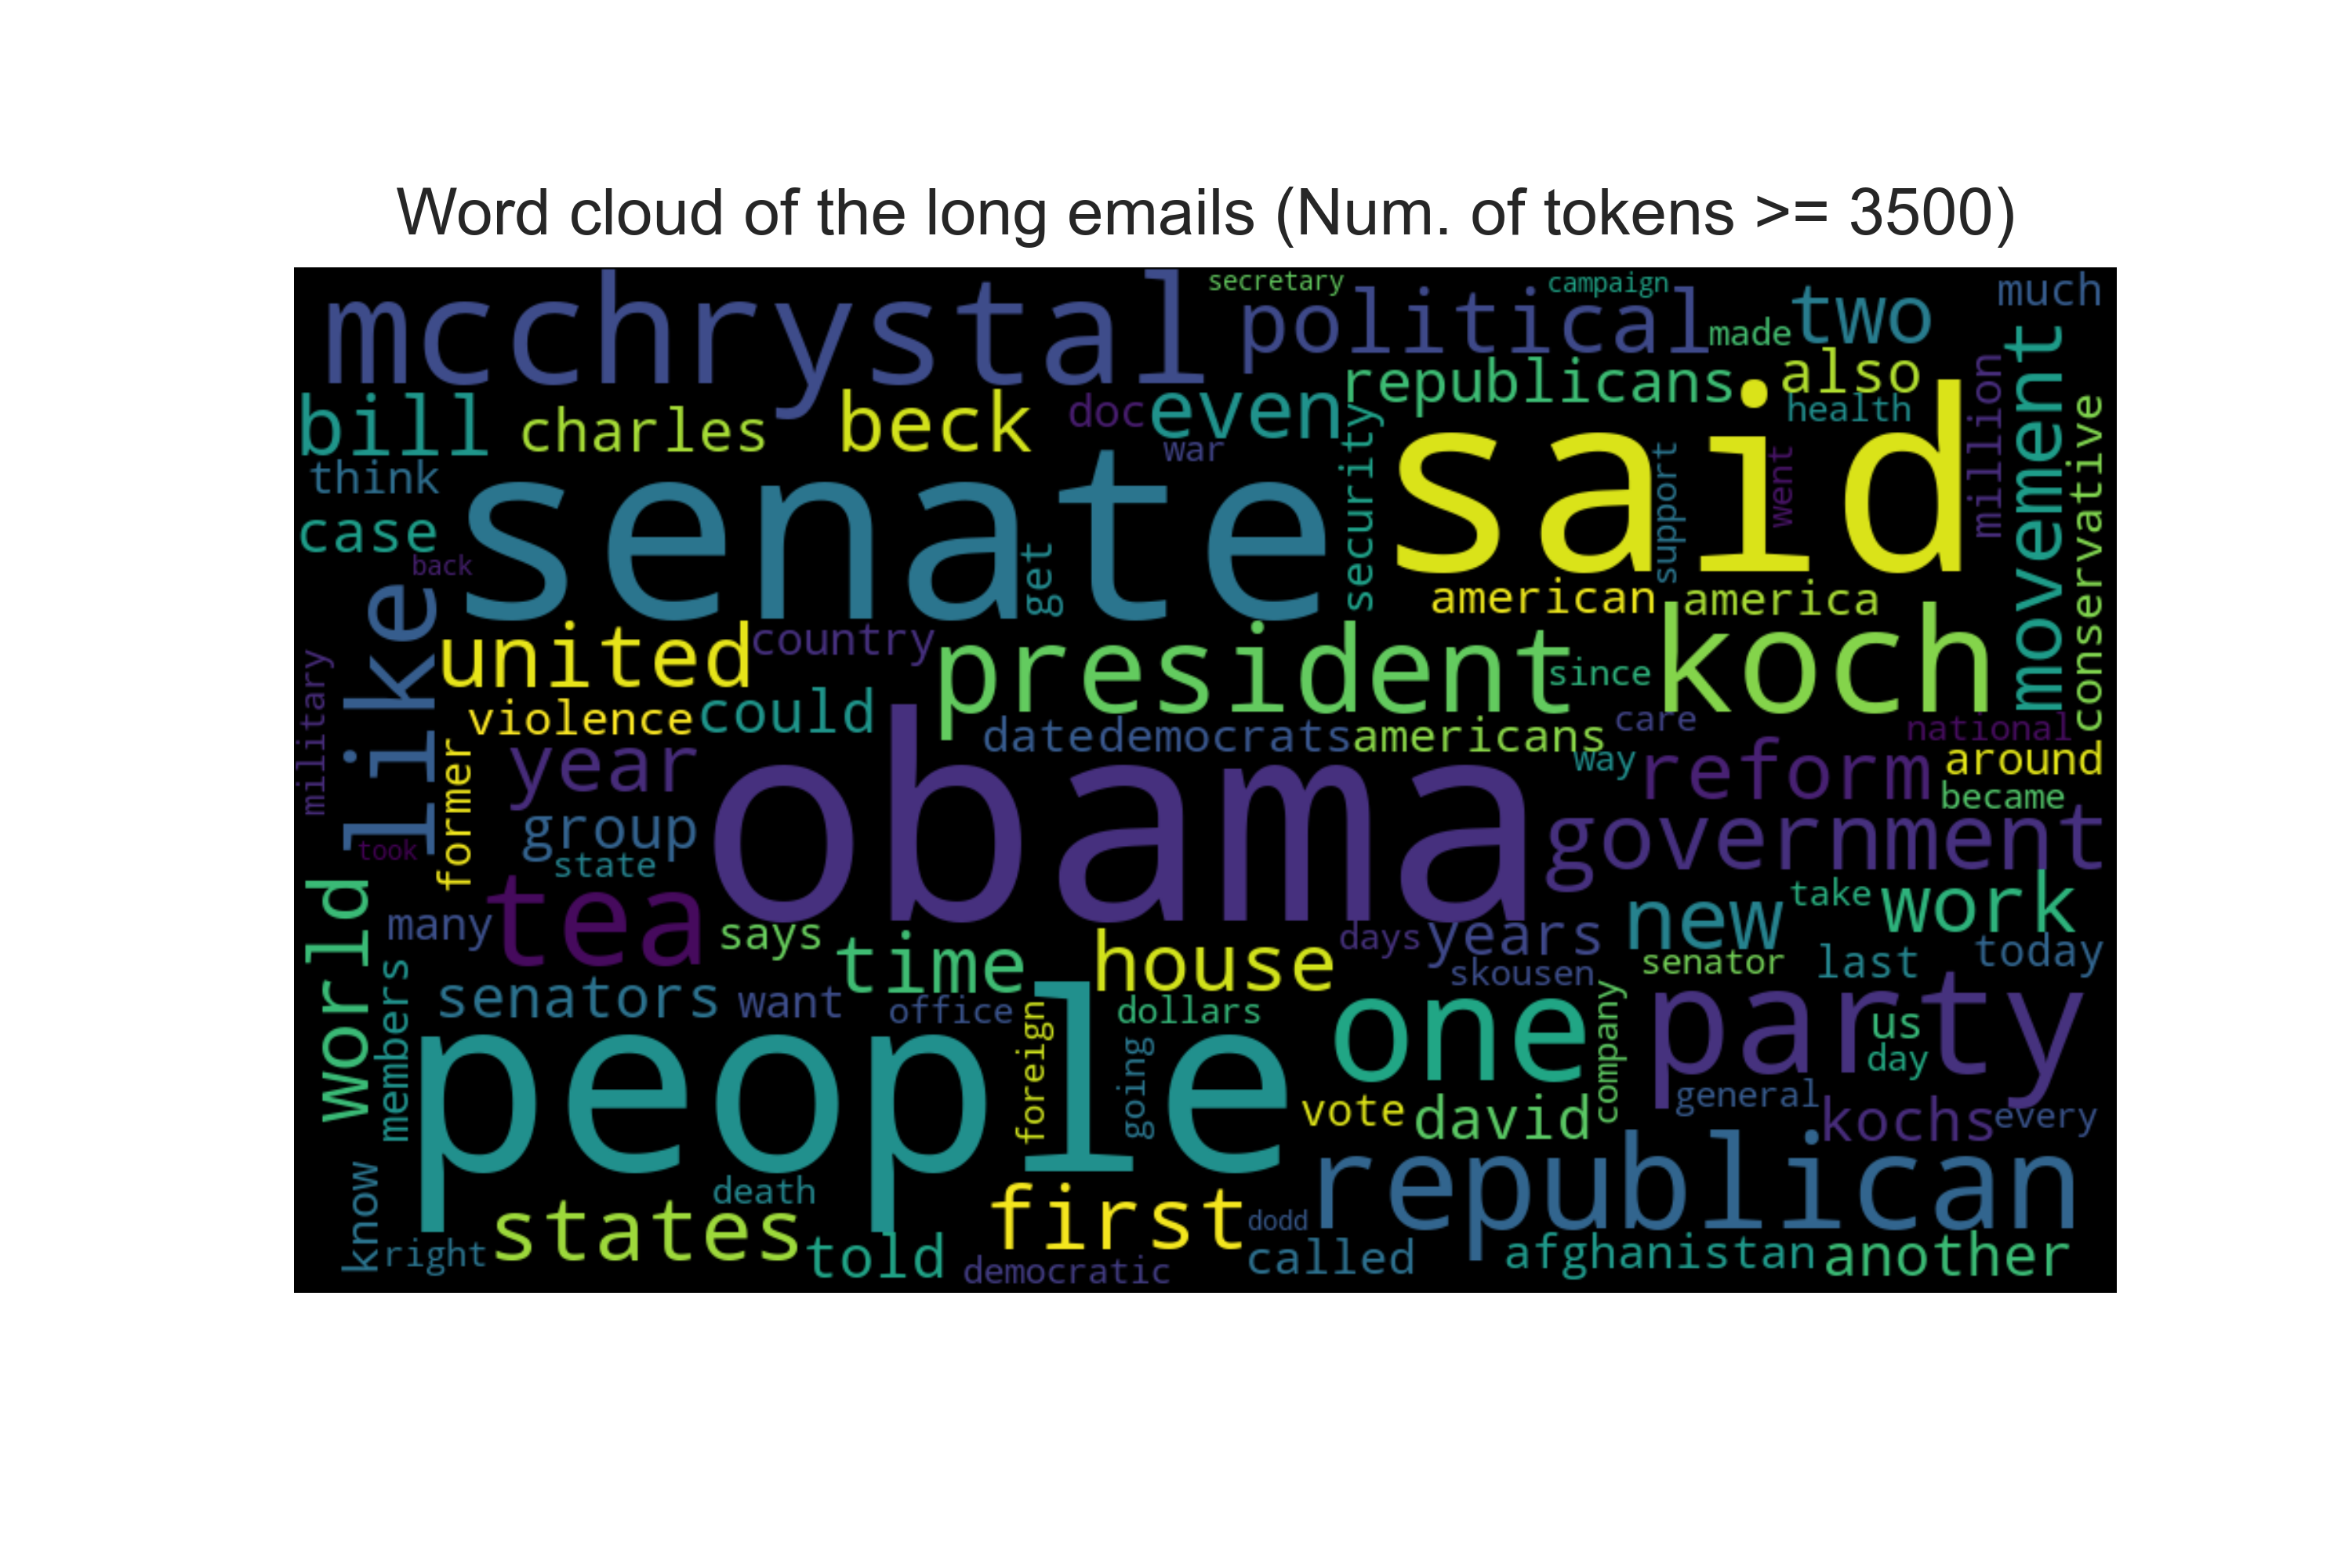 Word cloud of the long emails (Num. of tokens >= 3500)
mcchrystal
secretary
political
campaign
made
two
much
bill
charles
beck
doc
even
republicans
also
health
million
movement
conservative
think
war
security
said
support
went
case
back
senate
get
american
america
like
united
country
president
since
koch
military
violence
could
date
democrats
americans
care
national
former
year
way
reform
around
became
took
group
state
obama
government
world
many
tea
says
time
house
days
years
new
take
work
skousen
senator
last
today
members
senators
want
office
dollars
one
company
party
us
day
people
foreign
going
vote
david
general
kochs
every
know
right
death
states
told
first
dodd
republican
democratic
called
afghanistan
another